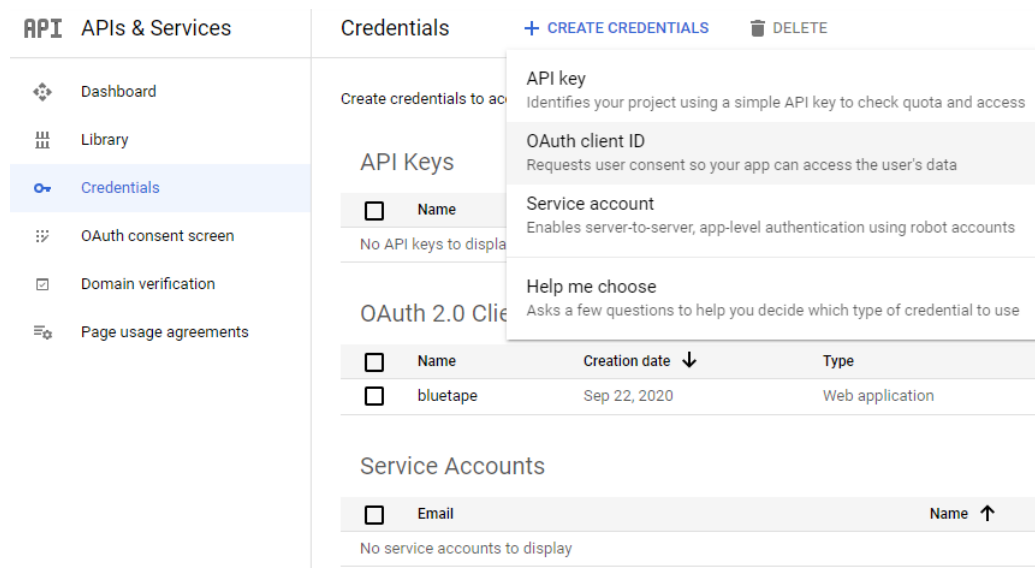 API APIs & Services
Dashboard
Library
Credentials
OAuth consent screen
Domain verification
Page usage agreements
Credentials
+ CREATE CREDENTIALS
DELETE
Create credentials to
API key
Identifies your project using a simple API key to check quota and access
OAuth client ID
Requests user consent so your app can access the user's data
Service account
Enables server-to-server, app-level authentication using robot accounts
Help me choose
Asks a few questions to help you decide which type of credential to use
API Keys
Name
No API keys to displa
OAuth 2.0 Clie
Name Creation date ↓ Type
bluetape Sep 22, 2020 Web application
Service Accounts
Email Name ↑
No service accounts to display